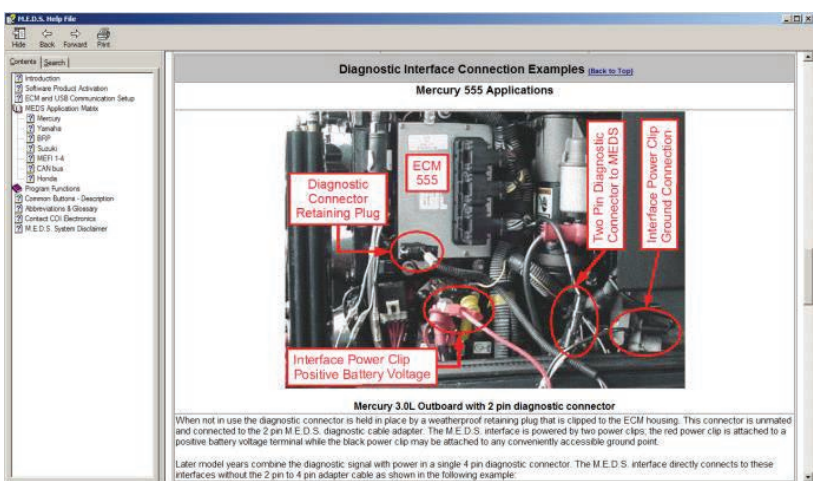 M.E.D.S. Help File
Hide Back Forward Print
Contents Search
Introduction
Software Product Activation
ECM and USB Communication Setup
MEDS Application Matrix
Mercury
Yamaha
BRP
Suzuki
MEFI 1-4
CAN bus
Honda
Program Functions
Common Buttons - Description
Abbreviations & Glossary
Contact CDI Electronics
M.E.D.S. System Disclaimer
Diagnostic Interface Connection Examples (Back to Top)
Mercury 555 Applications
ECM
555
Diagnostic
Connector
Retaining Plug
Two Pin Diagnostic
Connector to MEDS
Interface Power Clip
Ground Connection
Interface Power Clip
Positive Battery Voltage
Mercury 3.0L Outboard with 2 pin diagnostic connector
When not in use the diagnostic connector is held in place by a weatherproof retaining plug that is clipped to the ECM housing. This connector is unmated
and connected to the 2 pin M.E.D.S. diagnostic cable adapter. The M.E.D.S. interface is powered by two power clips; the red power clip is attached to a
positive battery voltage terminal while the black power clip may be attached to any conveniently accessible ground point.
Later model years combine the diagnostic signal with power in a single 4 pin diagnostic connector. The M.E.D.S. interface directly connects to these
interfaces without the 2 pin to 4 pin adapter cable as shown in the following example: